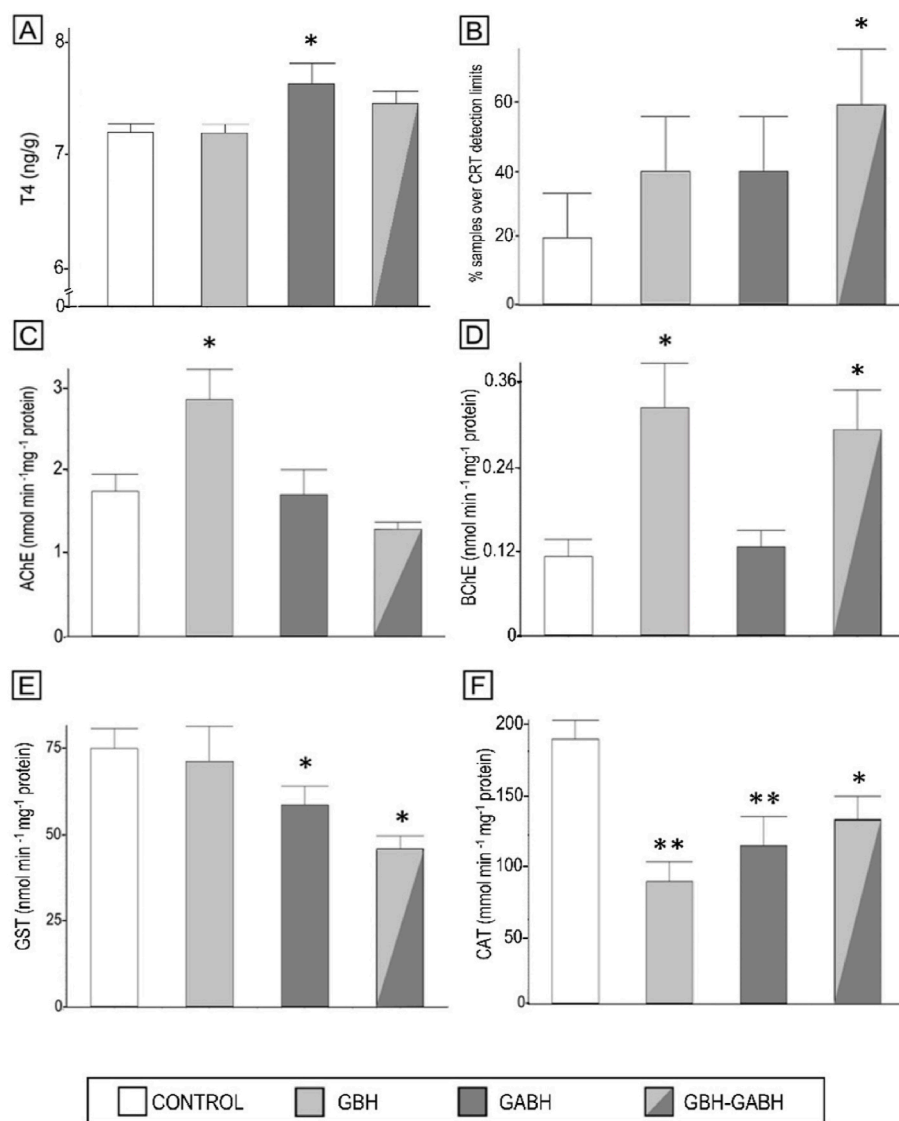 A
T4 (ng/g)
8
7
6
0
*
B
% samples over CRT detection limits
60
40
20
0
*
C
AChE (nmol min -1mg-1 protein)
3
2
1
0
*
D
BChE (nmol min -1 mg-1 protein)
0.36
0.24
0.12
0
*
*
E
GST (nmol min -1 mg-1 protein)
75
50
25
0
*
*
F
CAT (nmol min -1 mg-1 protein)
200
150
100
50
0
**
**
*
CONTROL GBH GABH GBH-GABH